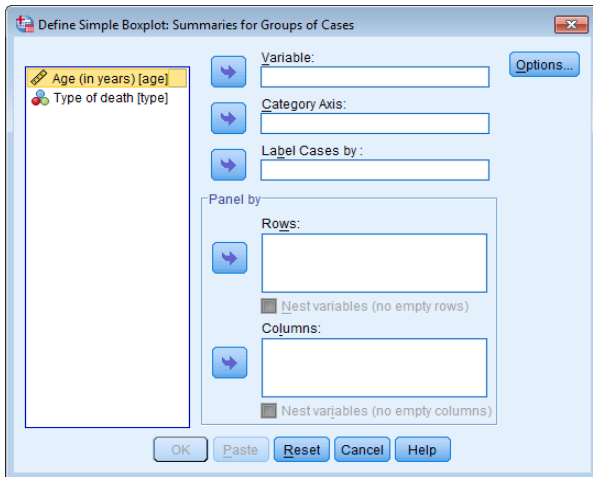 Define Simple Boxplot: Summaries for Groups of Cases
Age (in years) [age]
Type of death [type]
Variable:
Options...
Category Axis:
Label Cases by :
Panel by
Rows:
Nest variables (no empty rows)
Columns:
Nest variables (no empty columns)
OK
Paste
Reset
Cancel
Help